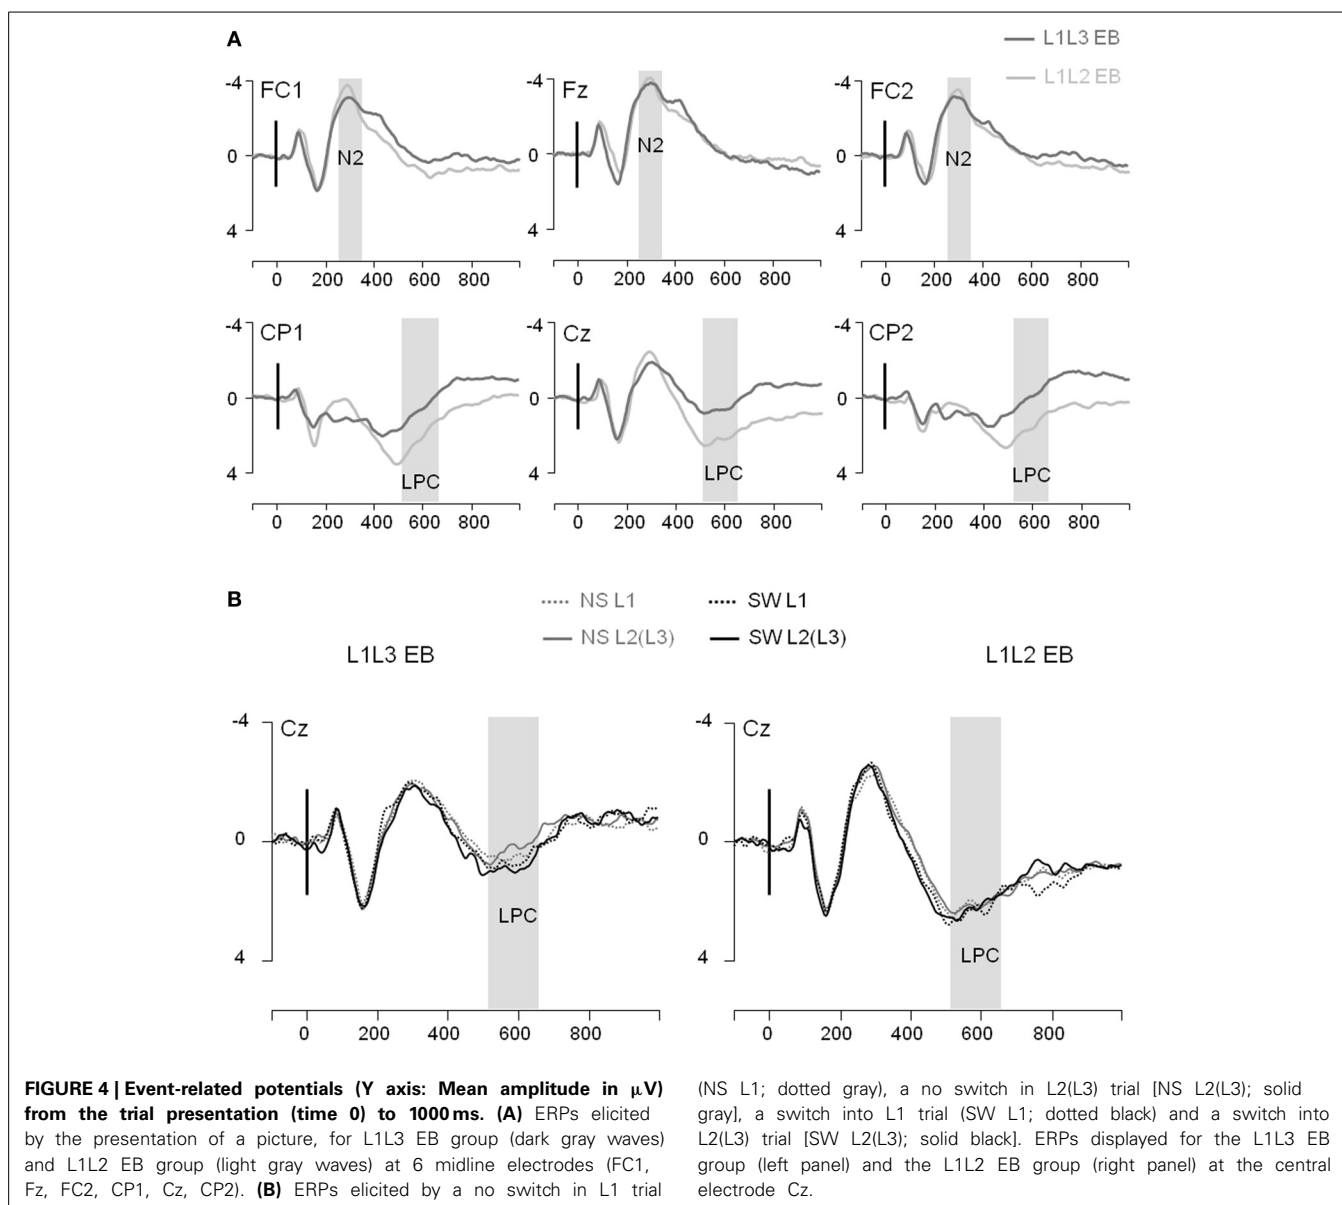 A
L1L3 EB
L1L2 EB
-4
FC1
0
N2
4
0 200 400 600 800
-4
Fz
0
N2
4
0 200 400 600 800
-4
FC2
0
N2
4
0 200 400 600 800
-4
CP1
0
4
LPC
0 200 400 600 800
-4
Cz
0
4
LPC
0 200 400 600 800
-4
CP2
0
4
LPC
0 200 400 600 800
B
NS L1 SW L1
NS L2(L3) SW L2(L3)
L1L3 EB
L1L2 EB
-4
Cz
0
LPC
4
0 200 400 600 800
-4
Cz
0
LPC
4
0 200 400 600 800
FIGURE 4 | Event-related potentials (Y axis: Mean amplitude in μV)
from the trial presentation (time 0) to 1000 ms. (A) ERPs elicited
by the presentation of a picture, for L1L3 EB group (dark gray waves)
and L1L2 EB group (light gray waves) at 6 midline electrodes (FC1,
Fz, FC2, CP1, Cz, CP2). (B) ERPs elicited by a no switch in L1 trial
(NS L1; dotted gray), a no switch in L2(L3) trial [NS L2(L3); solid
gray], a switch into L1 trial (SW L1; dotted black) and a switch into
L2(L3) trial [SW L2(L3); solid black]. ERPs displayed for the L1L3 EB
group (left panel) and the L1L2 EB group (right panel) at the central
electrode Cz.